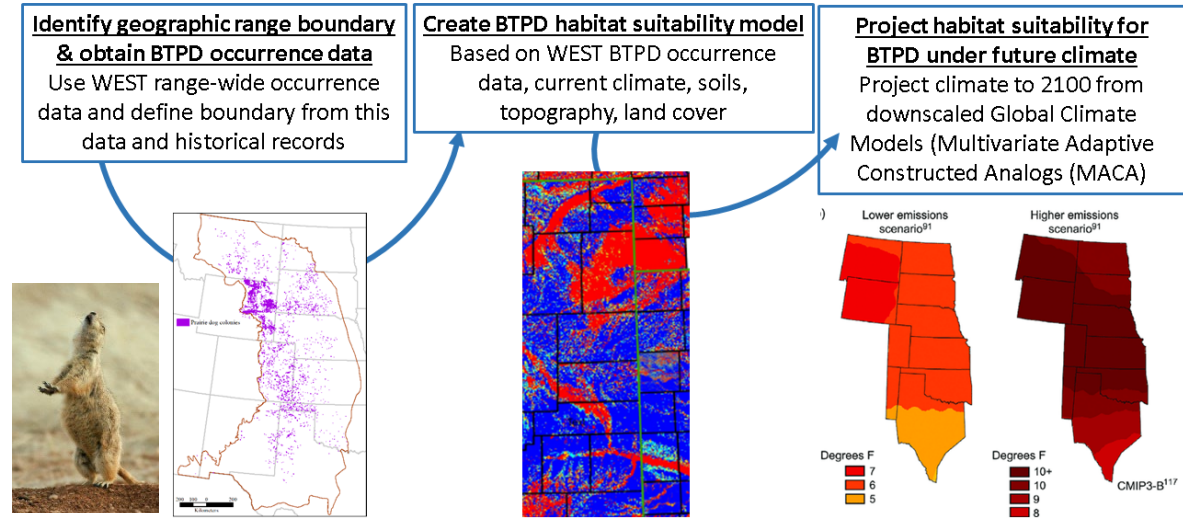 Identify geographic range boundary
& obtain BTPD occurrence data
Use WEST range-wide occurrence
data and define boundary from this
data and historical records
Create BTPD habitat suitability model
Based on WEST BTPD occurrence
data, current climate, soils,
topography, land cover
Project habitat suitability for
BTPD under future climate
Project climate to 2100 from
downscaled Global Climate
Models (Multivariate Adaptive
Constructed Analogs (MACA)
Prairie dog colonies
200 100 0 200
Kilometers
)
Lower emissions
scenario91
Degrees F
7
6
5
Higher emissions
scenario91
Degrees F
10+
10
9
8
CMIP3-B117